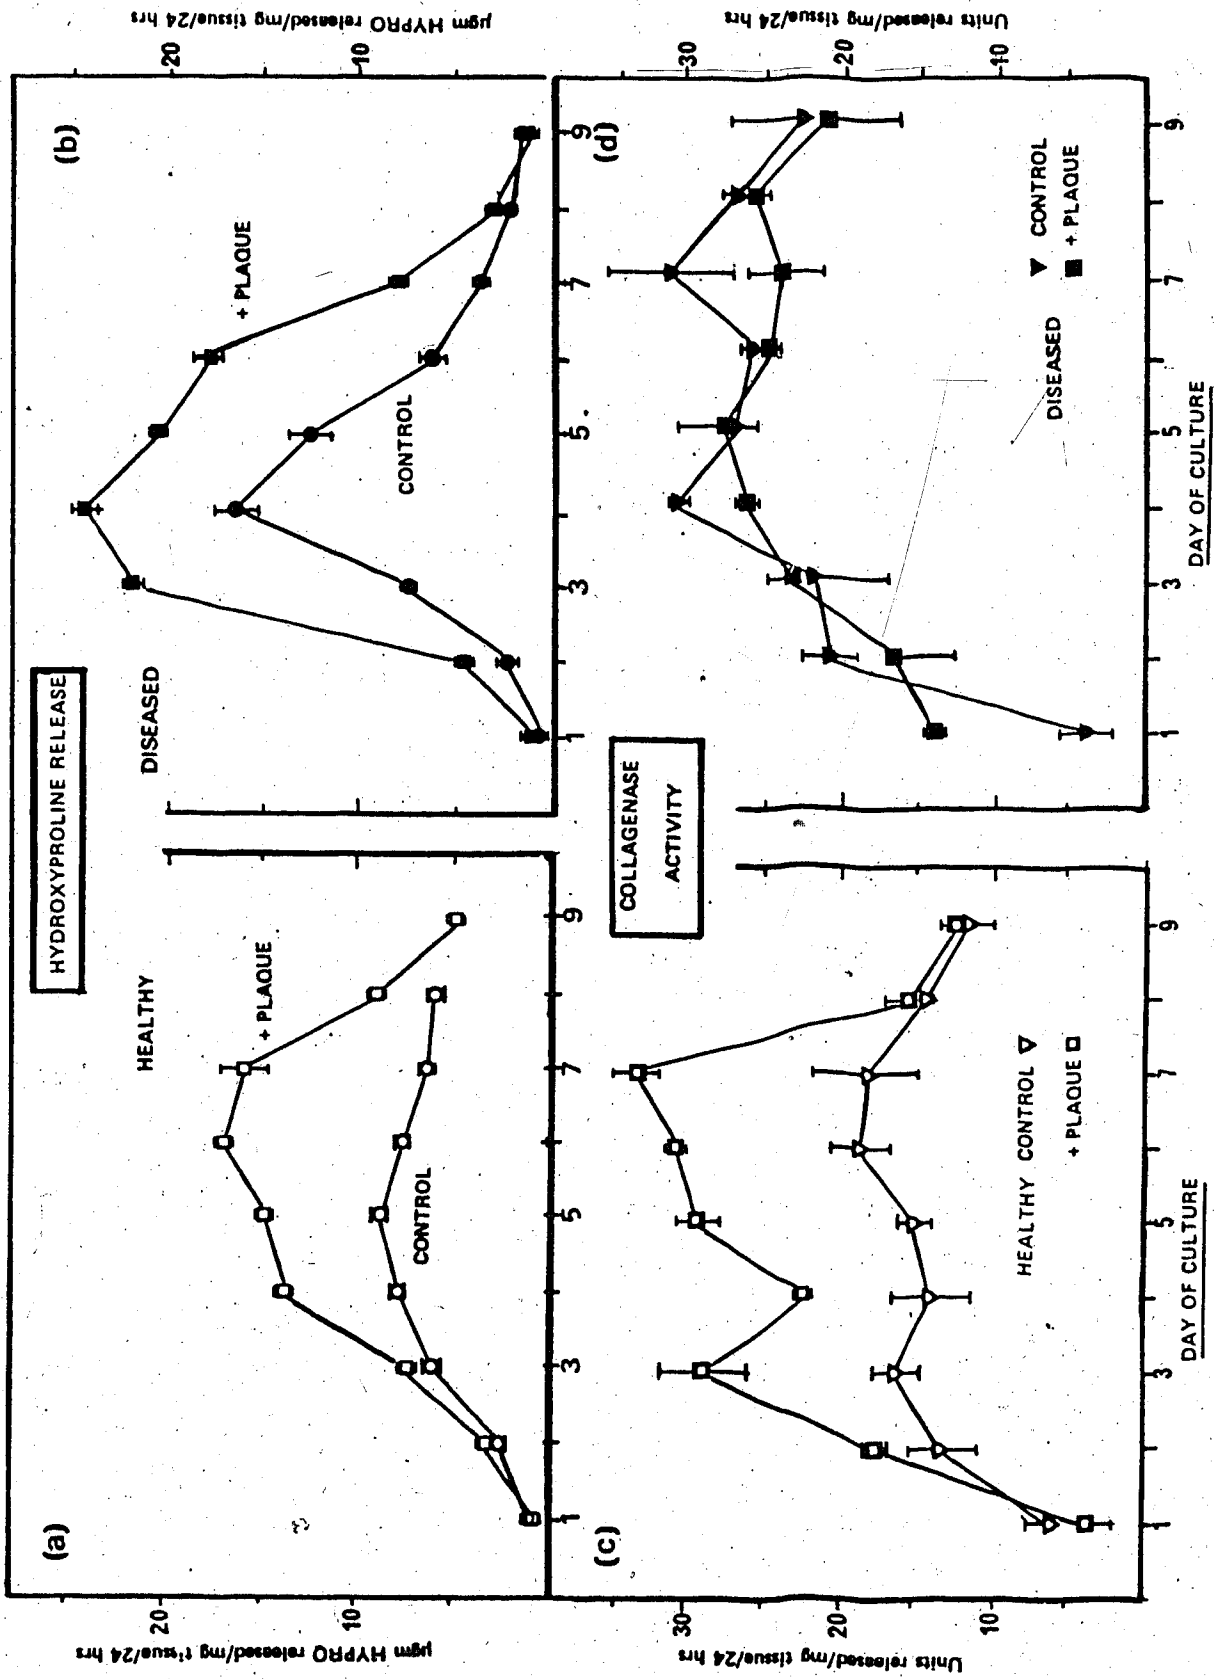 HYDROXYPROLINE RELEASE
(a)
HEALTHY
+ PLAQUE
CONTROL
µgm HYPRO released/mg tissue/24 hrs
20
10
1 3 5 7 9
(b)
DISEASED
+ PLAQUE
CONTROL
µgm HYPRO released/mg tissue/24 hrs
20
10
1 3 5 7 9
COLLAGENASE
ACTIVITY
(c)
Units released/mg tissue/24 hrs
30
20
10
HEALTHY CONTROL
+ PLAQUE
1 3 5 7 9
DAY OF CULTURE
(d)
Units released/mg tissue/24 hrs
30
20
10
20
10
DISEASED CONTROL
+ PLAQUE
1 3 5 7 9
DAY OF CULTURE